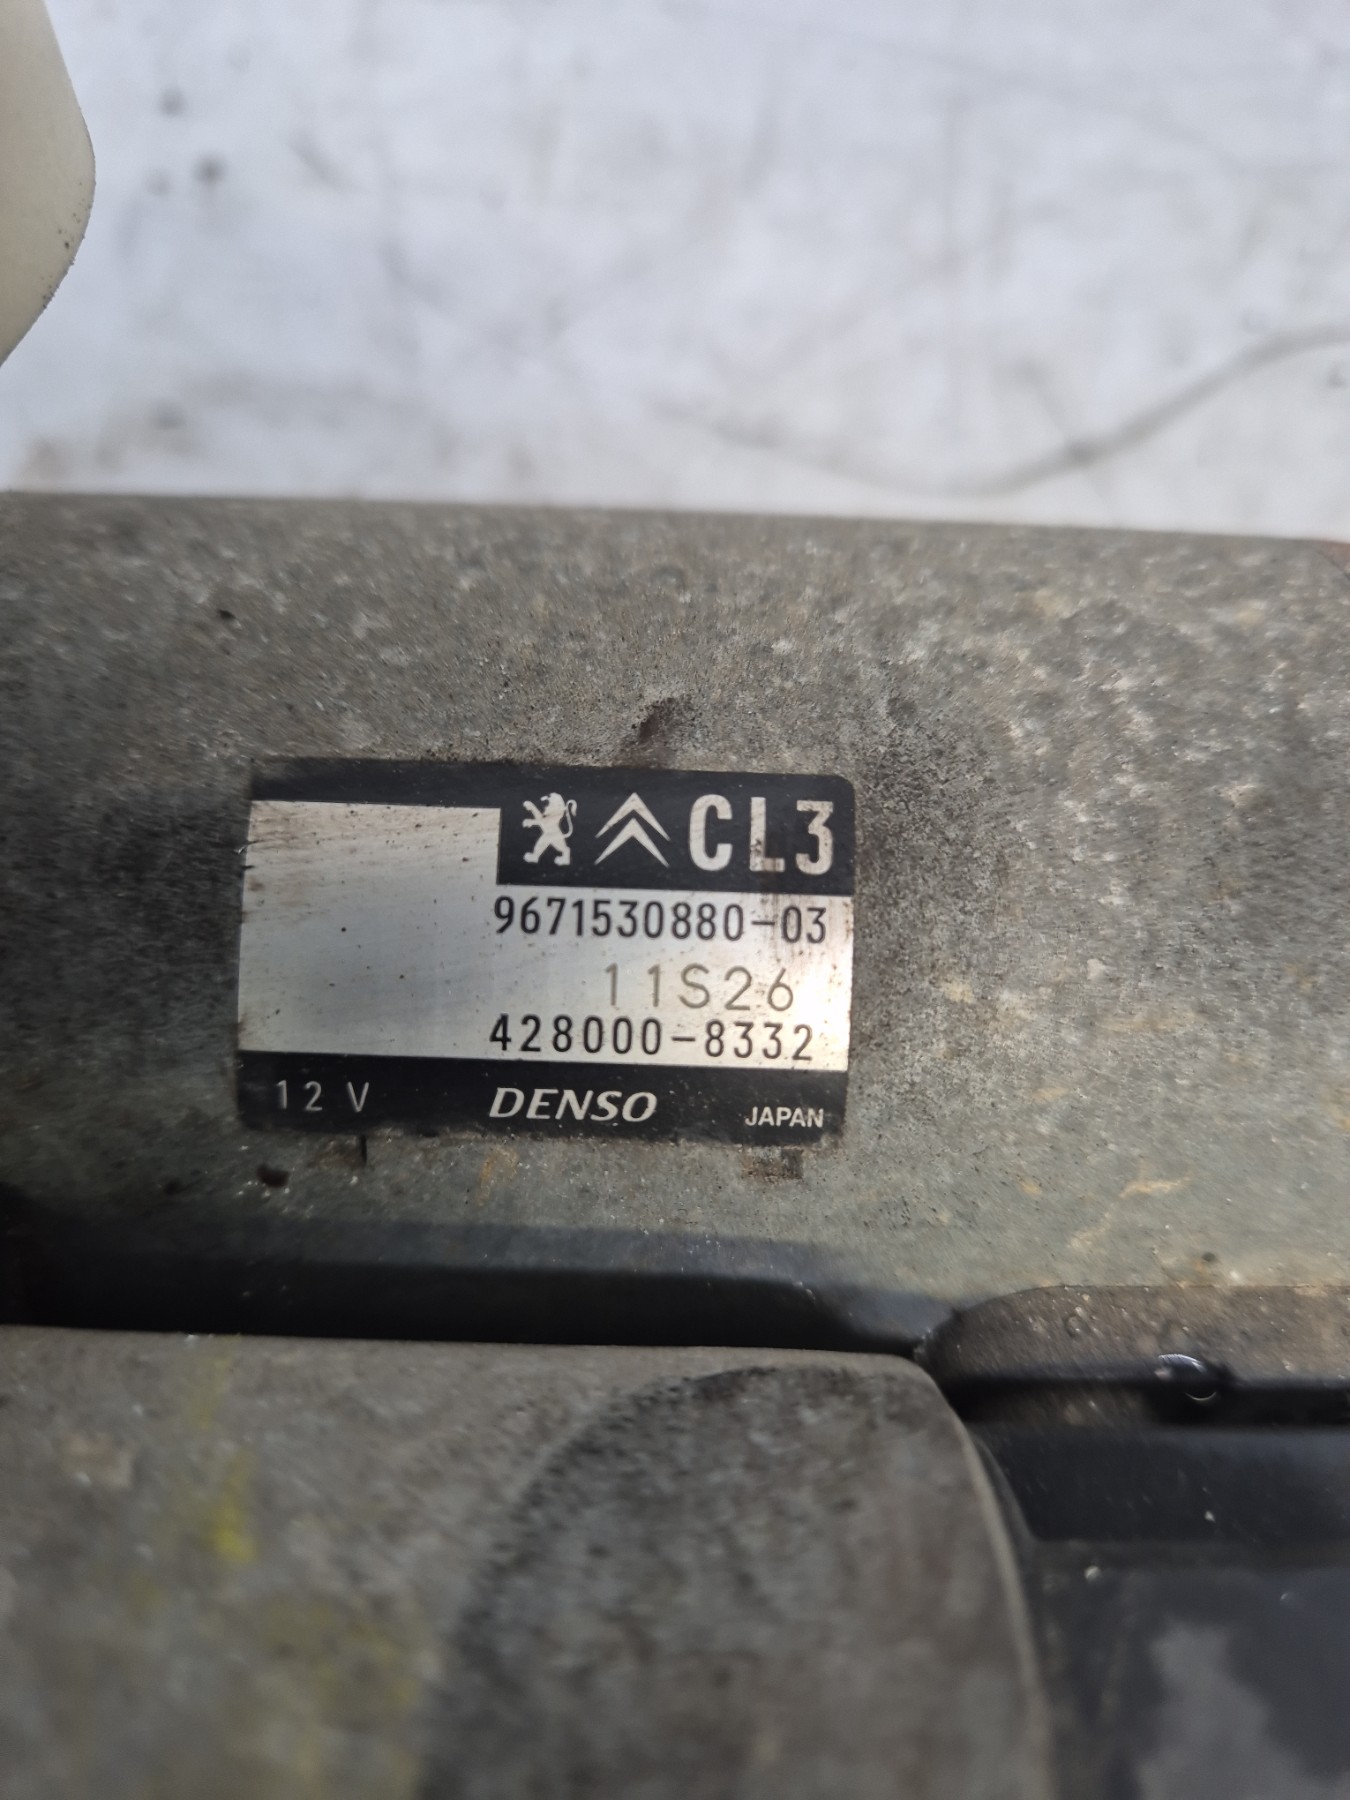 CL3
9671530880-03
11S26
428000-8332
12 V DENSO JAPAN